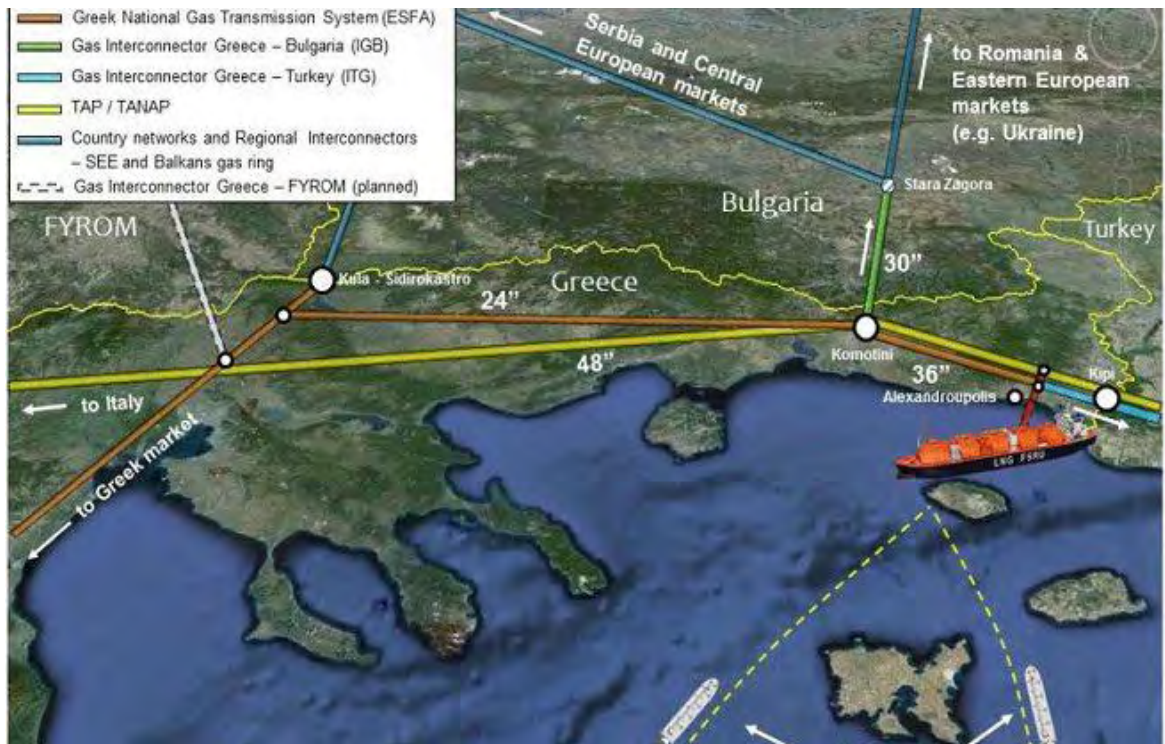 Greek National Gas Transmission System (ESFA)
Gas Interconnector Greece – Bulgaria (IGB)
Gas Interconnector Greece – Turkey (ITG)
TAP / TANAP
Country networks and Regional Interconnectors
– SEE and Balkans gas ring
Gas Interconnector Greece – FYROM (planned)
Serbia and Central
European markets
to Romania &
Eastern European
markets
(e.g. Ukraine)
Stara Zagora
FYROM
Bulgaria
Turkey
Kula - Sidirokastro
Greece
30”
24”
Komotini
48”
36”
Kipi
Alexandroupolis
to Italy
to Greek market
LNG FSRU